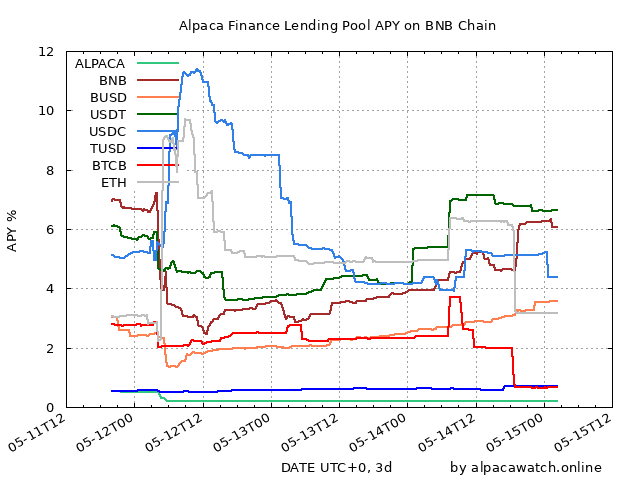 Alpaca Finance Lending Pool APY on BNB Chain
12
10
8
6
4
2
0
APY %
ALPACA
BNB
BUSD
USDT
USDC
TUSD
BTCB
ETH
05-11T12
05-12T00
05-12T12
05-13T00
05-13T12
05-14T00
05-14T12
05-15T00
05-15T12
DATE UTC+0, 3d
by alpacawatch.online